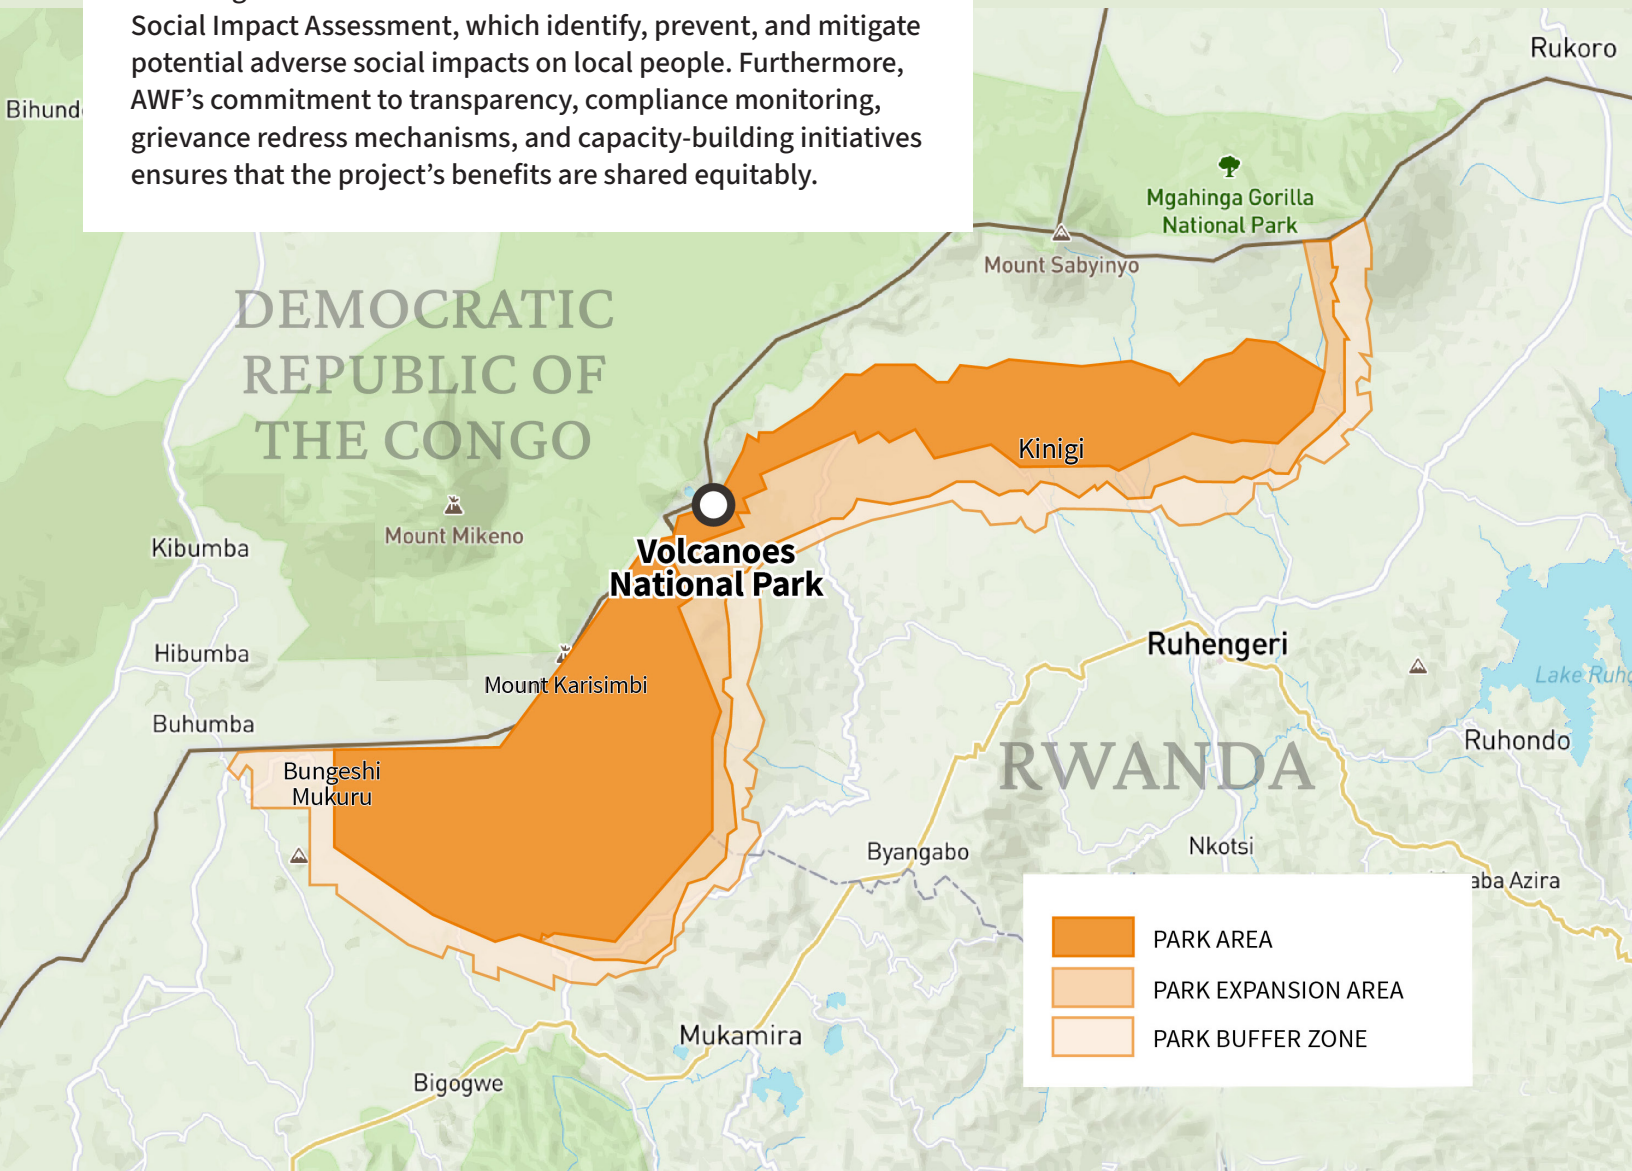 Social Impact Assessment, which identify, prevent, and mitigate
potential adverse social impacts on local people. Furthermore,
AWF’s commitment to transparency, compliance monitoring,
grievance redress mechanisms, and capacity-building initiatives
ensures that the project’s benefits are shared equitably.
Rukoro
Mgahinga Gorilla
National Park
Mount Sabyinyo
DEMOCRATIC
REPUBLIC OF
THE CONGO
Kinigi
Mount Mikeno
Kibumba
Volcanoes
National Park
Ruhengeri
Hibumba
Lake
Mount Karisimbi
Buhumba
Ruhondo
RWANDA
Bungeshi
Mukuru
Nkotsi
Byangabo
Azira
PARK AREA
PARK EXPANSION AREA
PARK BUFFER ZONE
Mukamira
Bigogwe